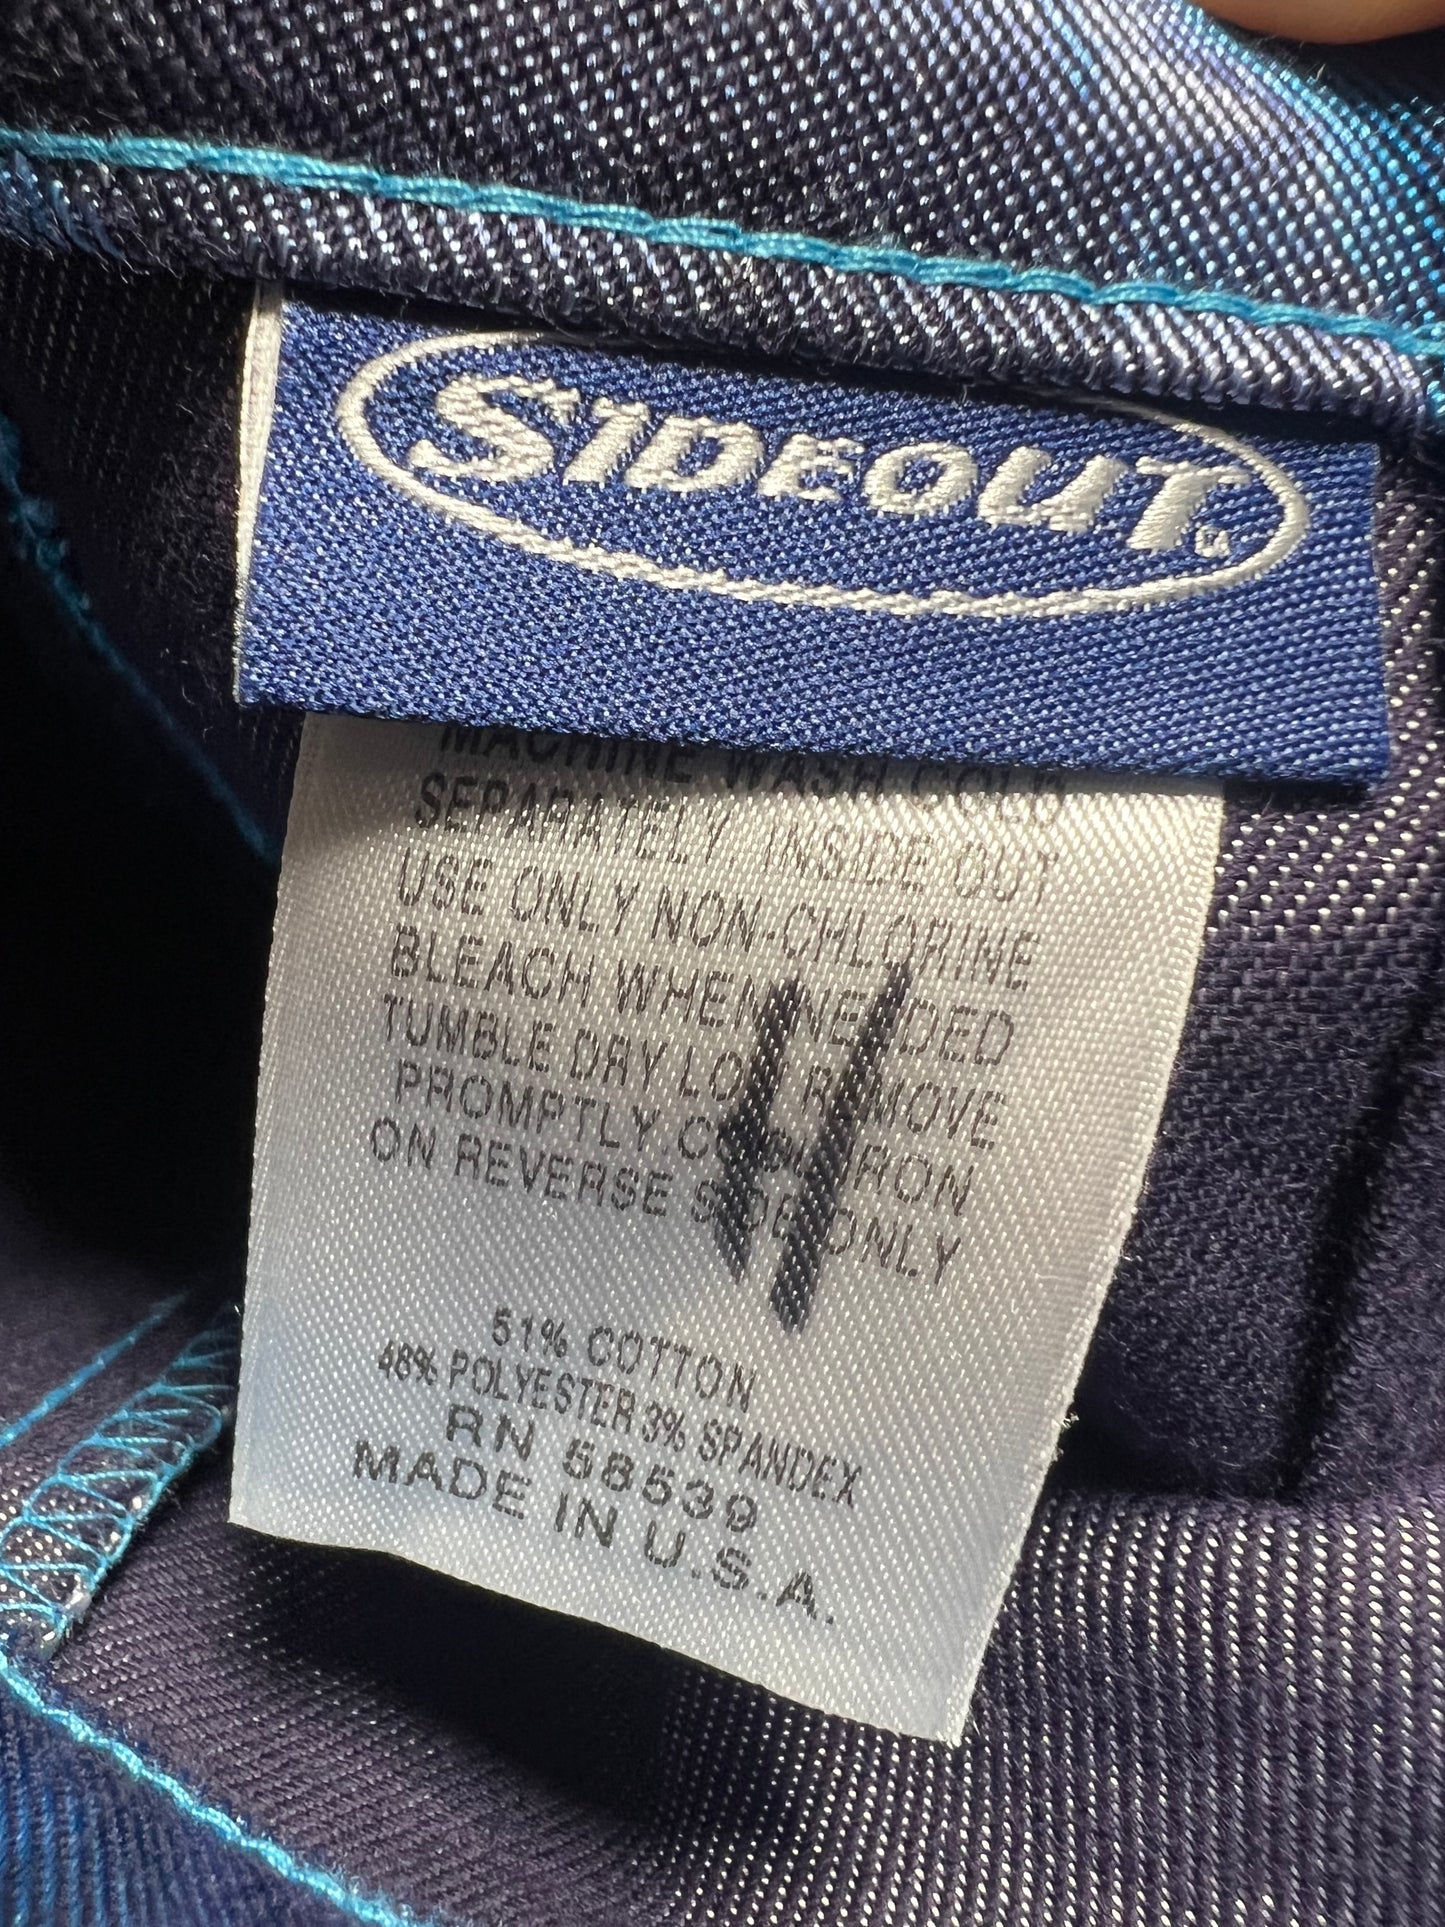 SIDEOUT
MACHINE WASH COLD
SEPARATELY, INSIDE OUT
USE ONLY NON-CHLORINE
BLEACH WHEN NEEDED
TUMBLE DRY LOW REMOVE
PROMPTLY COOL IRON
ON REVERSE SIDE ONLY
51% COTTON
48% POLYESTER 3% SPANDEX
RN 58539
MADE IN U.S.A.